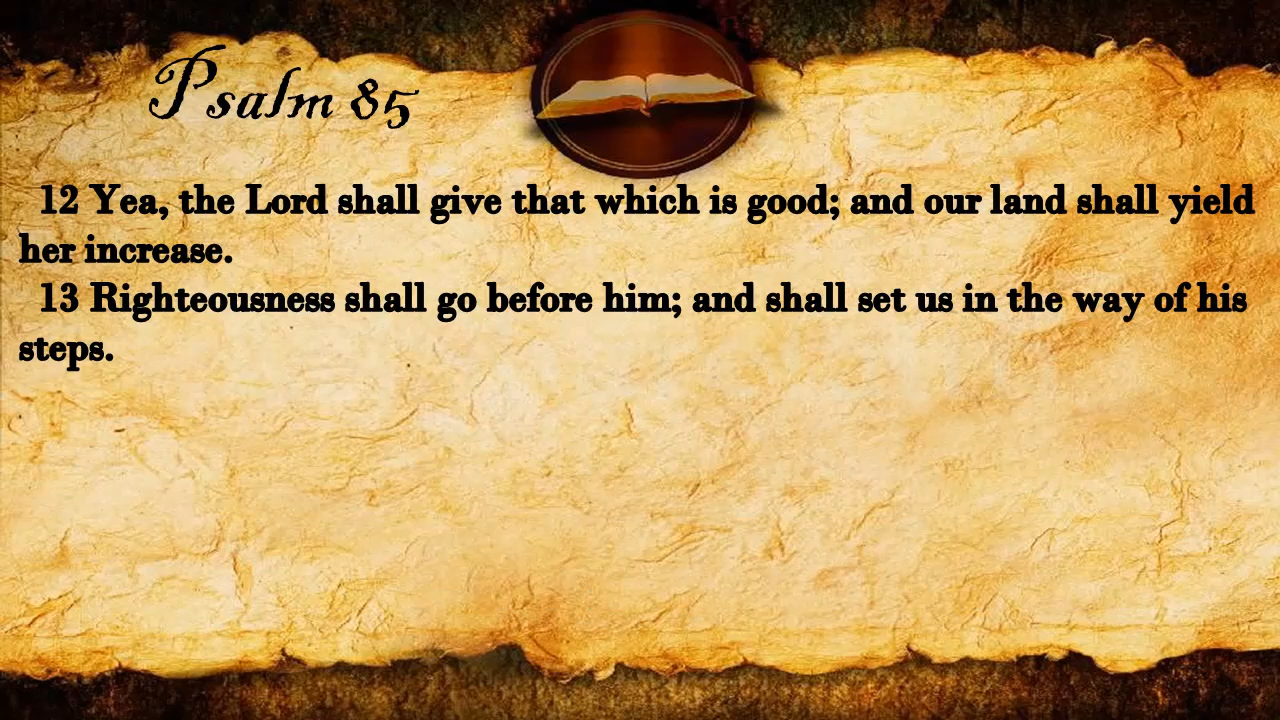 Psalm 85
12 Yea, the Lord shall give that which is good; and our land shall yield
her increase.
13 Righteousness shall go before him; and shall set us in the way of his
steps.